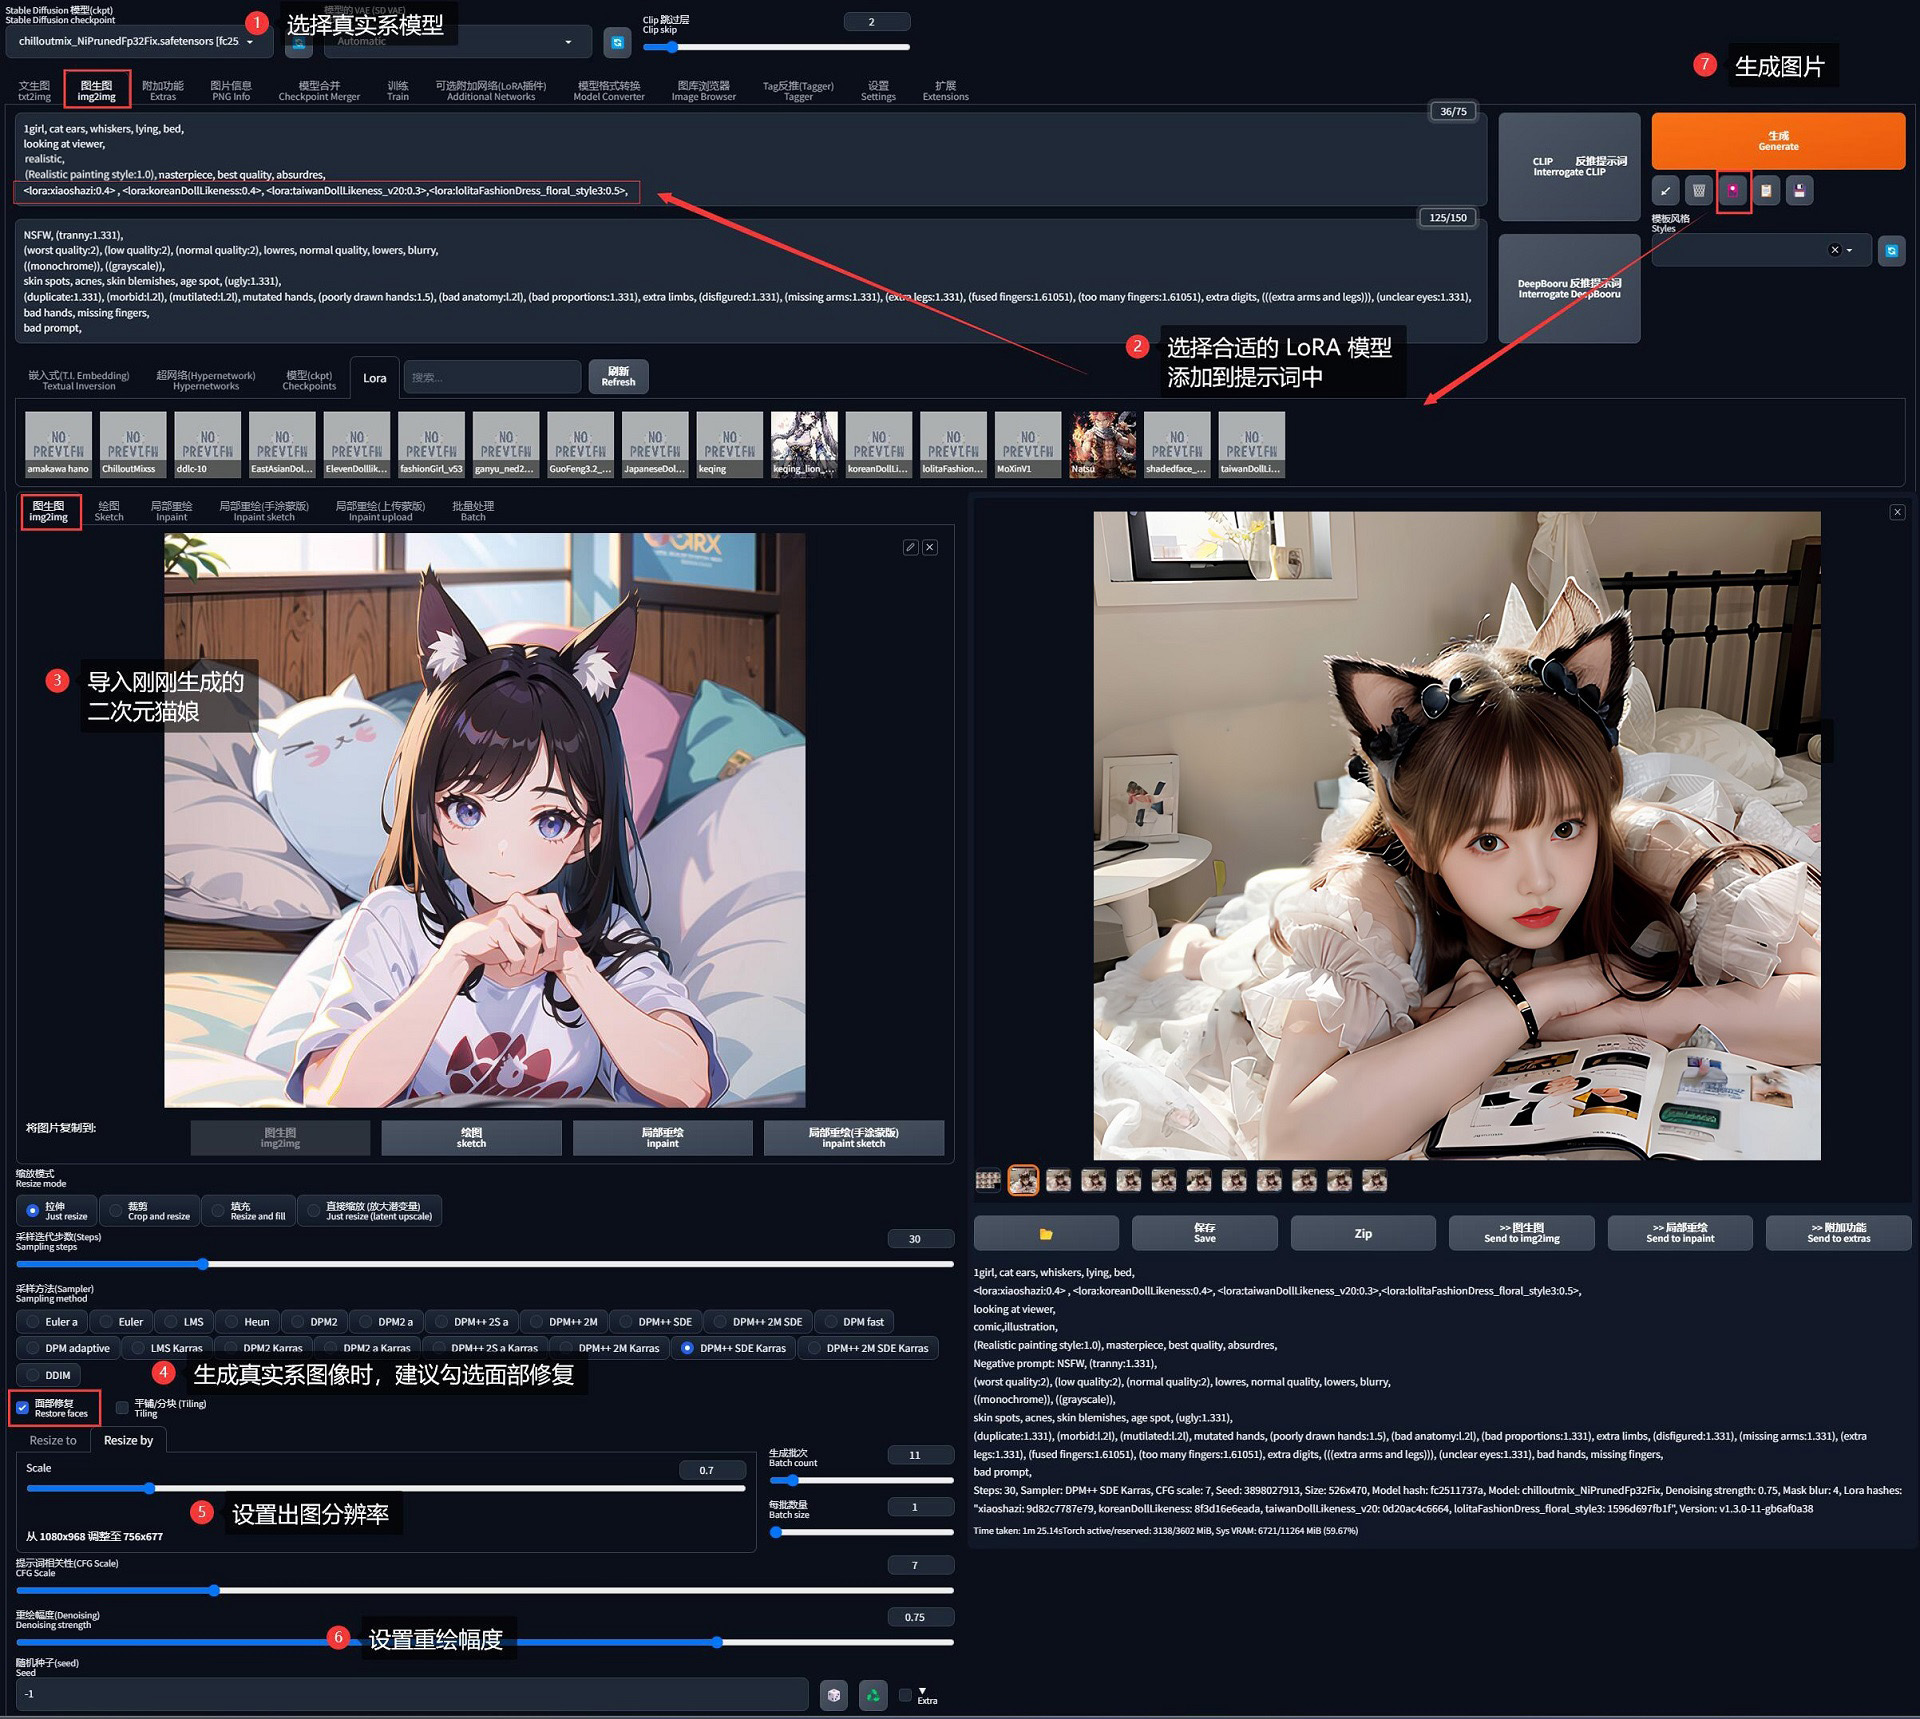 Stable Diffusion 模型(ckpt)
Stable Diffusion checkpoint
chilloutmix_NiPrunedFp32Fix.safetensors [fc25
1
选择真实系模型
模型的 VAE (SD VAE)
Automatic
Clip 跳过层
Clip skip
2
7
生成图片
文生图
txt2img
图生图
img2img
附加功能
Extras
图片信息
PNG Info
模型合并
Checkpoint Merger
训练
Train
可选附加网络(LoRA插件)
Additional Networks
模型格式转换
Model Converter
图库浏览器
Image Browser
Tag反推(Tagger)
Tagger
设置
Settings
扩展
Extensions
36/75
1girl, cat ears, whiskers, lying, bed,
looking at viewer,
realistic,
(Realistic painting style:1.0), nasterpiece, best quality, absurdres,
<lora:xiaoshazi:0.4> , <lora:koreanDollLikeness:0.4>, <lora:taiwanDollLikeness_v20:0.3>,<lora:lolitaFashionDress_floral_style3:0.5>,
CLIP 反推提示词
Interrogate CLIP
生成
Generate
125/150
NSFW, (tranny:1.331),
(worst quality:2), (low quality:2), (normal quality:2), lowres, normal quality, lowers, blurry,
((monochrome)), ((grayscale)),
skin spots, acnes, skin blemishes, age spot, (ugly:1.331),
(duplicate:1.331), (morbid:l.2l), (mutilated:l.2l), mutated hands, (poorly drawn hands:1.5), (bad anatomy:l.2l), (bad proportions:1.331), extra limbs, (disfigured:1.331), (missing arms:1.331), (extra legs:1.331), (fused fingers:1.61051), (too many fingers:1.61051), extra digits, (((extra arms and legs))), (unclear eyes:1.331),
bad hands, missing fingers,
bad prompt,
DeepBooru 反推提示词
Interrogate DeepBooru
模板风格
Styles
2
选择合适的 LoRA 模型
添加到提示词中
嵌入式(T.I. Embedding)
Textual Inversion
超网络(Hypernetwork)
Hypernetworks
模型(ckpt)
Checkpoints
Lora
搜索...
刷新
Refresh
NO PREVIEW
amakawa hano
NO PREVIEW
ChilloutMixss
NO PREVIEW
ddlc-10
NO PREVIEW
EastAsianDol...
NO PREVIEW
ElevenDolllik...
NO PREVIEW
fashionGirl_v53
NO PREVIEW
ganyu_ned2...
NO PREVIEW
GuoFeng3.2_...
NO PREVIEW
JapaneseDol...
NO PREVIEW
keqing
keqing_lion_...
NO PREVIEW
koreanDollLi...
NO PREVIEW
lolitaFashion...
NO PREVIEW
MoXinV1
Natsu
NO PREVIEW
shadedface_...
NO PREVIEW
taiwanDollLi...
图生图
img2img
绘图
Sketch
局部重绘
Inpaint
局部重绘(手涂蒙版)
Inpaint sketch
局部重绘(上传蒙版)
Inpaint upload
批量处理
Batch
3
导入刚刚生成的
二次元猫娘
将图片复制到:
图生图
img2img
绘图
sketch
局部重绘
inpaint
局部重绘(手涂蒙版)
inpaint sketch
缩放模式
Resize mode
拉伸
Just resize
裁剪
Crop and resize
填充
Resize and fill
直接缩放 (放大潜变量)
Just resize (latent upscale)
采样迭代步数(Steps)
Sampling steps
30
采样方法(Sampler)
Sampling method
Euler a
Euler
LMS
Heun
DPM2
DPM2 a
DPM++ 2S a
DPM++ 2M
DPM++ SDE
DPM++ 2M SDE
DPM fast
DPM adaptive
LMS Karras
DPM2 Karras
DPM2 a Karras
DPM++ 2S a Karras
DPM++ 2M Karras
DPM++ SDE Karras
DPM++ 2M SDE Karras
DDIM
4
生成真实系图像时，建议勾选面部修复
面部修复
Restore faces
平铺/分块 (Tiling)
Tiling
Resize to
Resize by
Scale
0.7
5
设置出图分辨率
从 1080x968 调整至 756x677
生成批次
Batch count
11
每批数量
Batch size
1
提示词相关性(CFG Scale)
CFG Scale
7
重绘幅度(Denoising)
Denoising strength
0.75
6
设置重绘幅度
随机种子(seed)
Seed
-1
▼
Extra
保存
Save
Zip
>> 图生图
Send to img2img
>> 局部重绘
Send to inpaint
>> 附加功能
Send to extras
1girl, cat ears, whiskers, lying, bed,
<lora:xiaoshazi:0.4> , <lora:koreanDollLikeness:0.4>, <lora:taiwanDollLikeness_v20:0.3>,<lora:lolitaFashionDress_floral_style3:0.5>,
looking at viewer,
comic,illustration,
(Realistic painting style:1.0), masterpiece, best quality, absurdres,
Negative prompt: NSFW, (tranny:1.331),
(worst quality:2), (low quality:2), (normal quality:2), lowres, normal quality, lowers, blurry,
((monochrome)), ((grayscale)),
skin spots, acnes, skin blemishes, age spot, (ugly:1.331),
(duplicate:1.331), (morbid:l.2l), (mutilated:l.2l), mutated hands, (poorly drawn hands:1.5), (bad anatomy:l.2l), (bad proportions:1.331), extra limbs, (disfigured:1.331), (missing arms:1.331), (extra
legs:1.331), (fused fingers:1.61051), (too many fingers:1.61051), extra digits, (((extra arms and legs))), (unclear eyes:1.331), bad hands, missing fingers,
bad prompt,
Steps: 30, Sampler: DPM++ SDE Karras, CFG scale: 7, Seed: 3898027913, Size: 526x470, Model hash: fc2511737a, Model: chilloutmix_NiPrunedFp32Fix, Denoising strength: 0.75, Mask blur: 4, Lora hashes:
"xiaoshazi: 9d82c7787e79, koreanDollLikeness: 8f3d16e6eada, taiwanDollLikeness_v20: 0d20ac4c6664, lolitaFashionDress_floral_style3: 1596d697fb1f", Version: v1.3.0-11-gb6af0a38
Time taken: 1m 25.14sTorch active/reserved: 3138/3602 MiB, Sys VRAM: 6721/11264 MiB (59.67%)